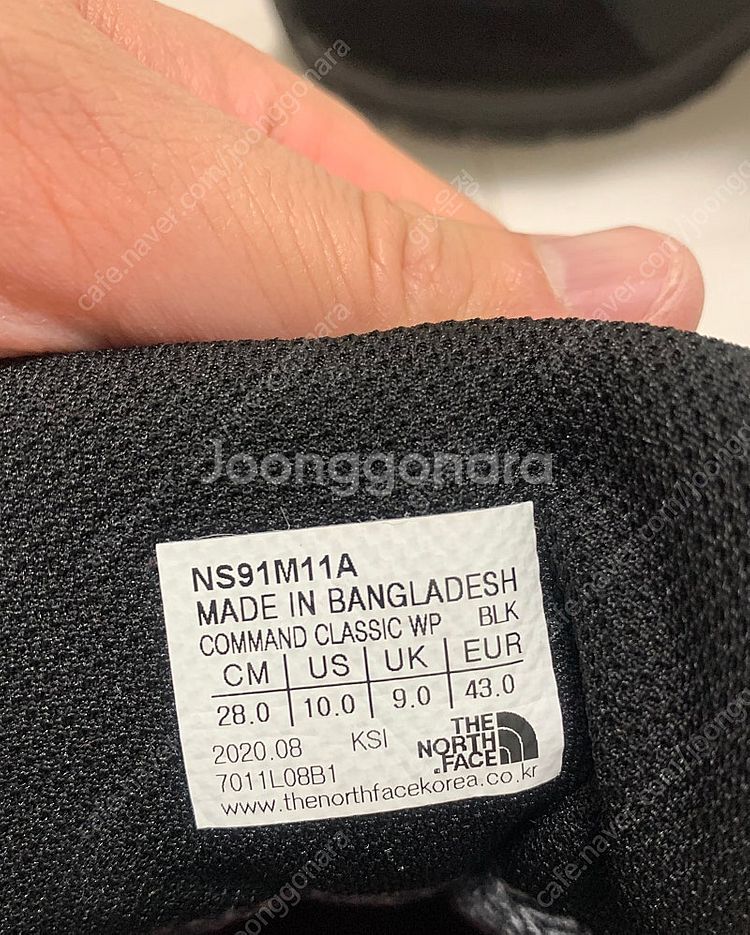 Joonggondra
NS91M11A
MADE IN BANGLADESH
COMMAND CLASSIC WP BLK
CM US UK EUR
28.0 10.0 9.0 43.0
2020.08 KSI
7011L08B1
THE
NORTH
FACE
www.thenorthfacekorea.co.kr
cafe.naver.com/joonggonara